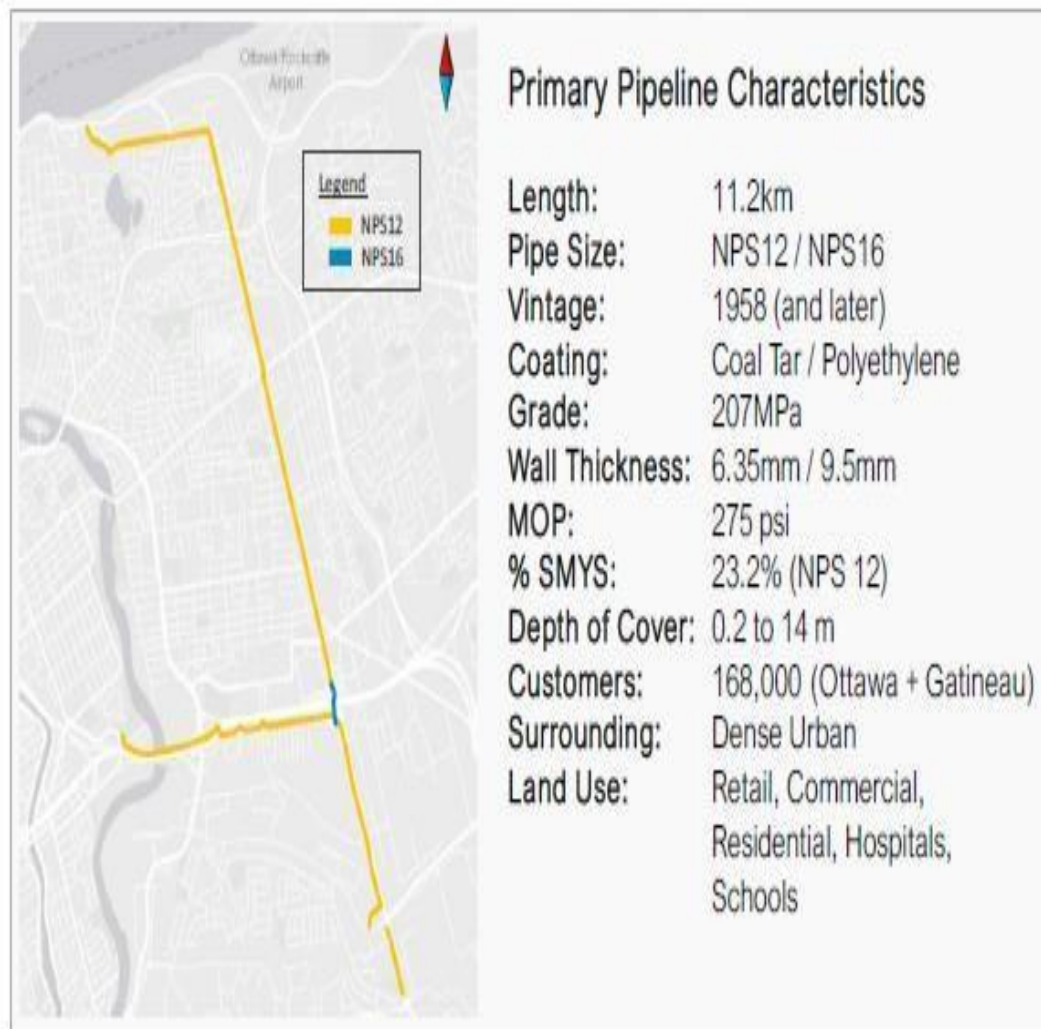 Airport
Legend
NPS12
NPS16
Primary Pipeline Characteristics
Length: 11.2km
Pipe Size: NPS12 / NPS16
Vintage: 1958 (and later)
Coating: Coal Tar / Polyethylene
Grade: 207MPa
Wall Thickness: 6.35mm / 9.5mm
MOP: 275 psi
% SMYS: 23.2% (NPS 12)
Depth of Cover: 0.2 to 14 m
Customers: 168,000 (Ottawa + Gatineau)
Surrounding: Dense Urban
Land Use: Retail, Commercial,
Residential, Hospitals,
Schools